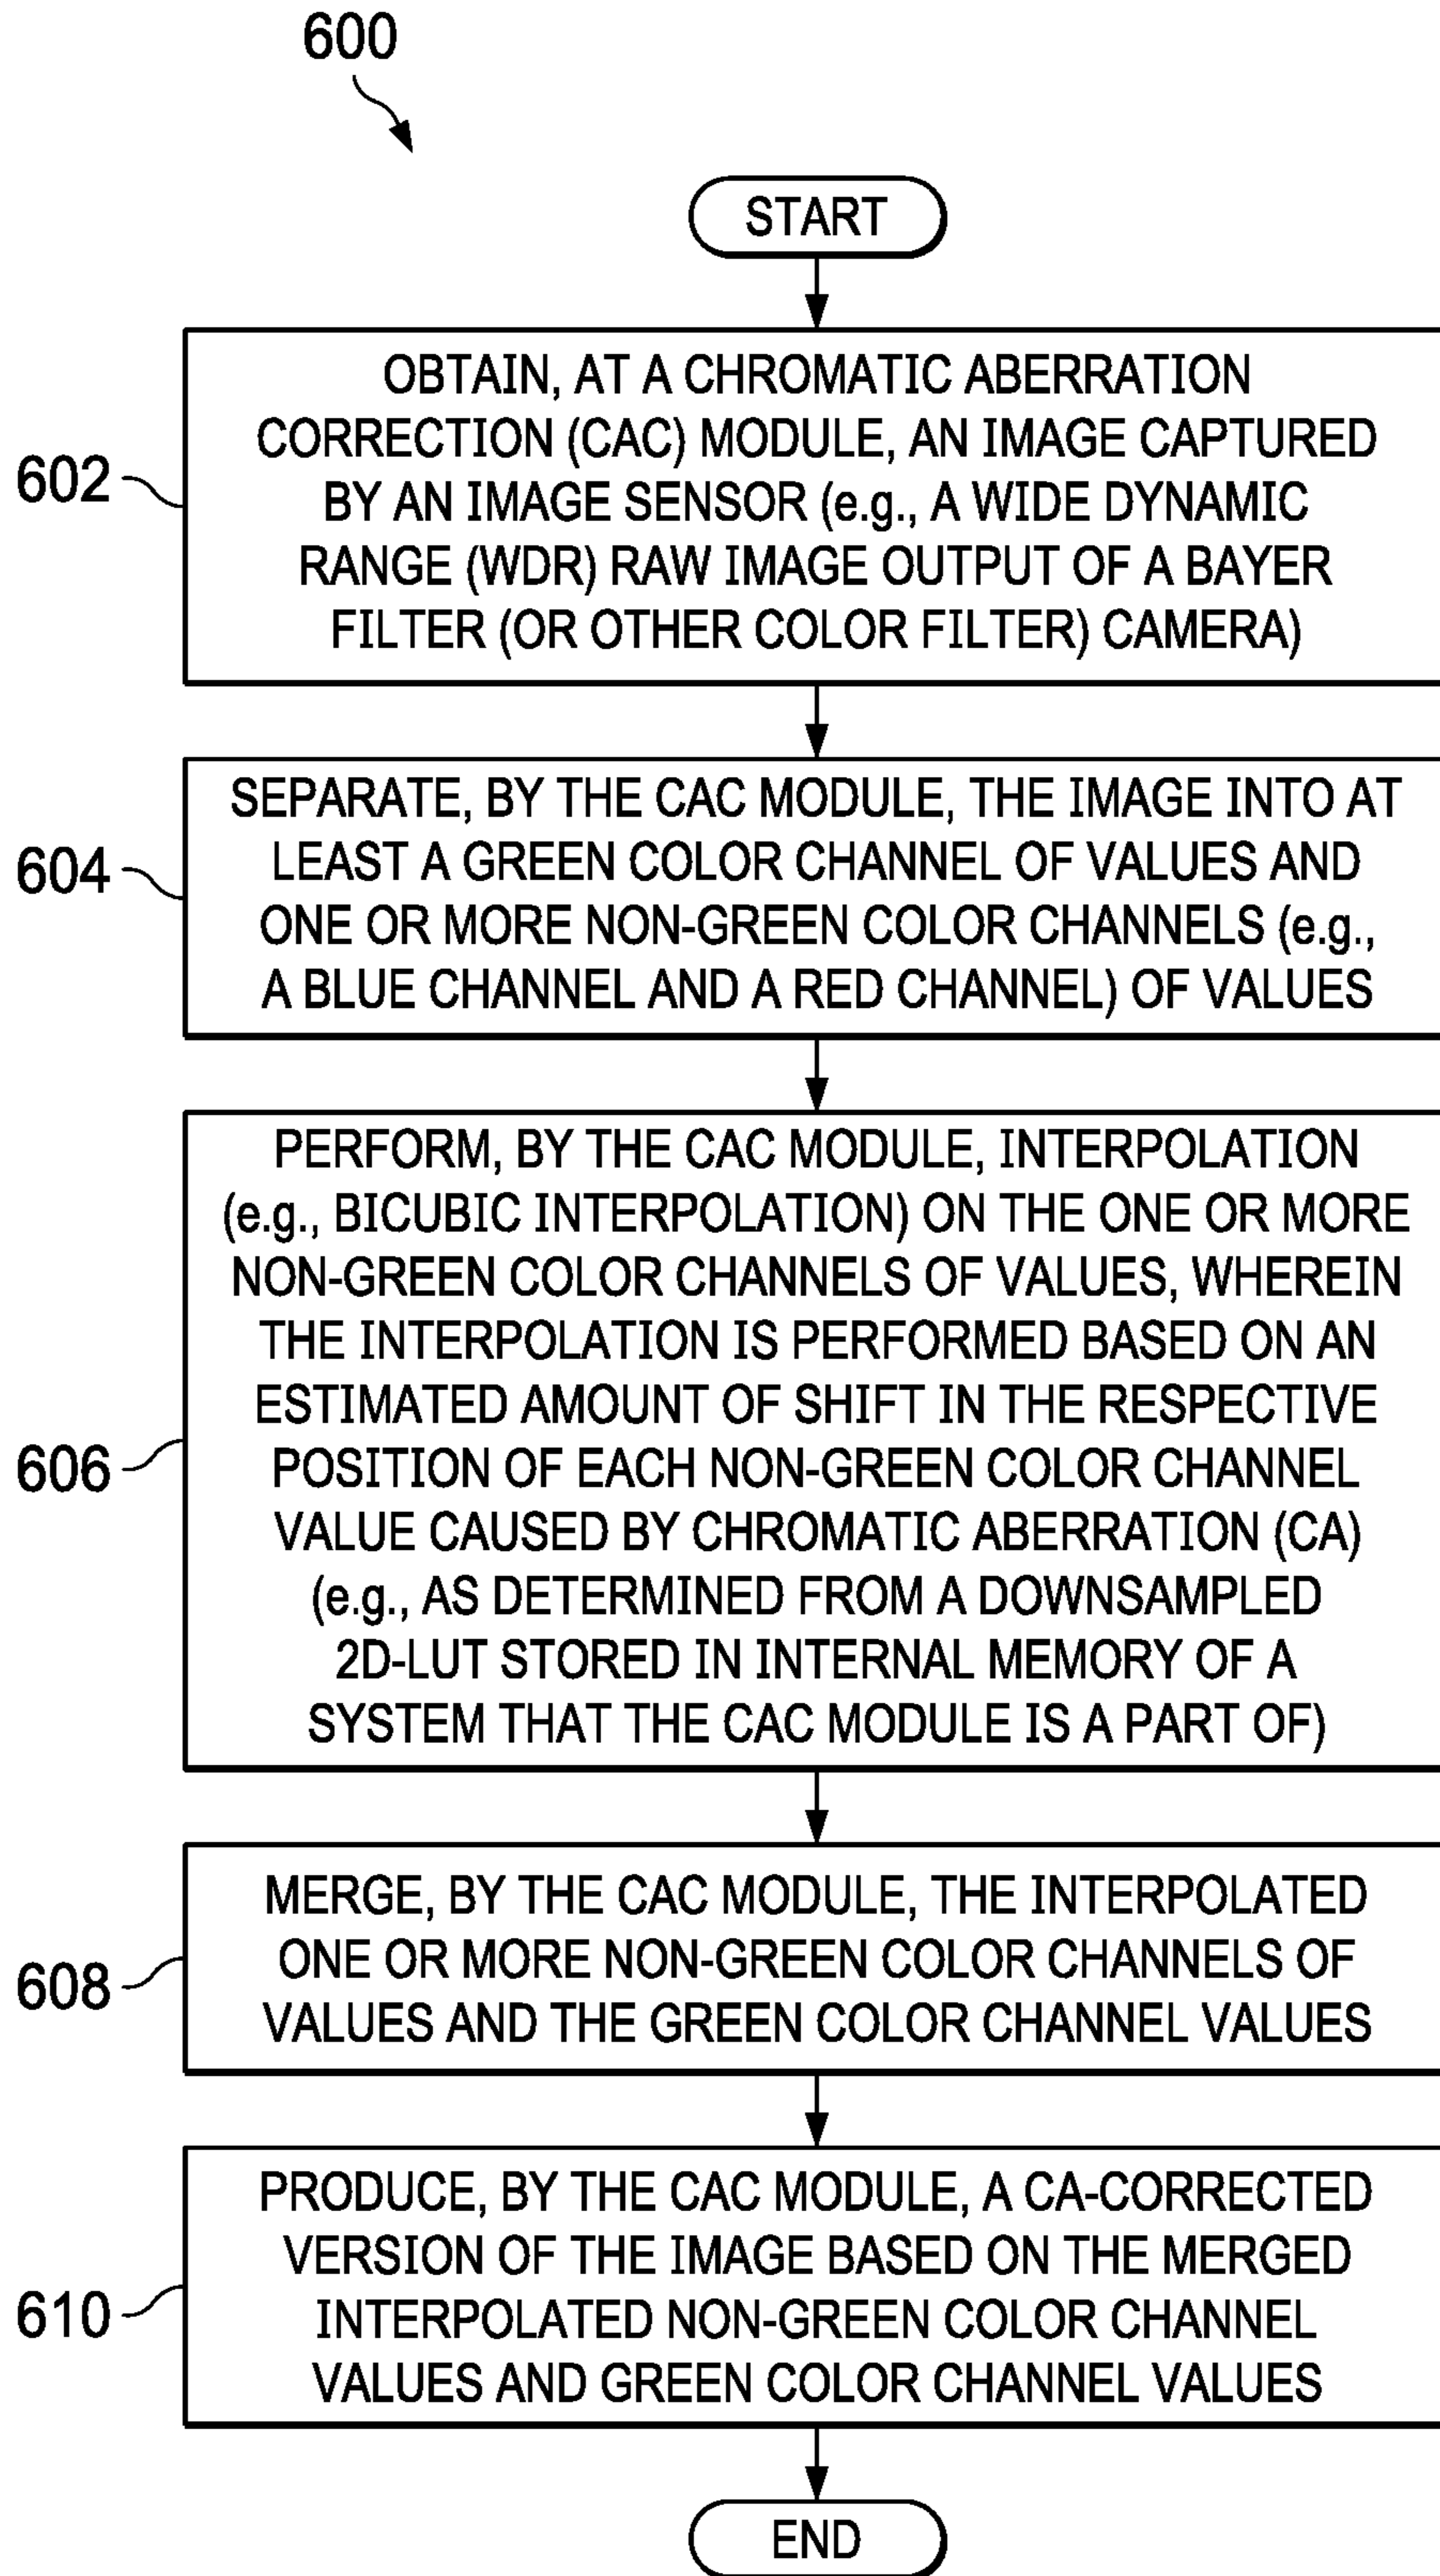 600
START
602
OBTAIN, AT A CHROMATIC ABERRATION
CORRECTION (CAC) MODULE, AN IMAGE CAPTURED
BY AN IMAGE SENSOR (e.g., A WIDE DYNAMIC
RANGE (WDR) RAW IMAGE OUTPUT OF A BAYER
FILTER (OR OTHER COLOR FILTER) CAMERA)
604
SEPARATE, BY THE CAC MODULE, THE IMAGE INTO AT
LEAST A GREEN COLOR CHANNEL OF VALUES AND
ONE OR MORE NON-GREEN COLOR CHANNELS (e.g.,
A BLUE CHANNEL AND A RED CHANNEL) OF VALUES
606
PERFORM, BY THE CAC MODULE, INTERPOLATION
(e.g., BICUBIC INTERPOLATION) ON THE ONE OR MORE
NON-GREEN COLOR CHANNELS OF VALUES, WHEREIN
THE INTERPOLATION IS PERFORMED BASED ON AN
ESTIMATED AMOUNT OF SHIFT IN THE RESPECTIVE
POSITION OF EACH NON-GREEN COLOR CHANNEL
VALUE CAUSED BY CHROMATIC ABERRATION (CA)
(e.g., AS DETERMINED FROM A DOWNSAMPLED
2D-LUT STORED IN INTERNAL MEMORY OF A
SYSTEM THAT THE CAC MODULE IS A PART OF)
608
MERGE, BY THE CAC MODULE, THE INTERPOLATED
ONE OR MORE NON-GREEN COLOR CHANNELS OF
VALUES AND THE GREEN COLOR CHANNEL VALUES
610
PRODUCE, BY THE CAC MODULE, A CA-CORRECTED
VERSION OF THE IMAGE BASED ON THE MERGED
INTERPOLATED NON-GREEN COLOR CHANNEL
VALUES AND GREEN COLOR CHANNEL VALUES
END